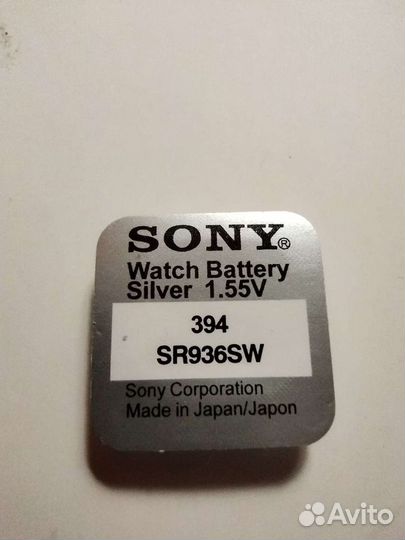 SONY®
Watch Battery
Silver 1.55V
394
SR936SW
Sony Corporation
Made in Japan/Japon
Avito